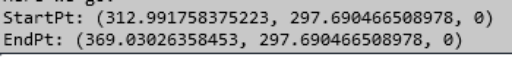 StartPt: (312.991758375223, 297.690466508978, 0)
EndPt: (369.03026358453, 297.690466508978, 0)